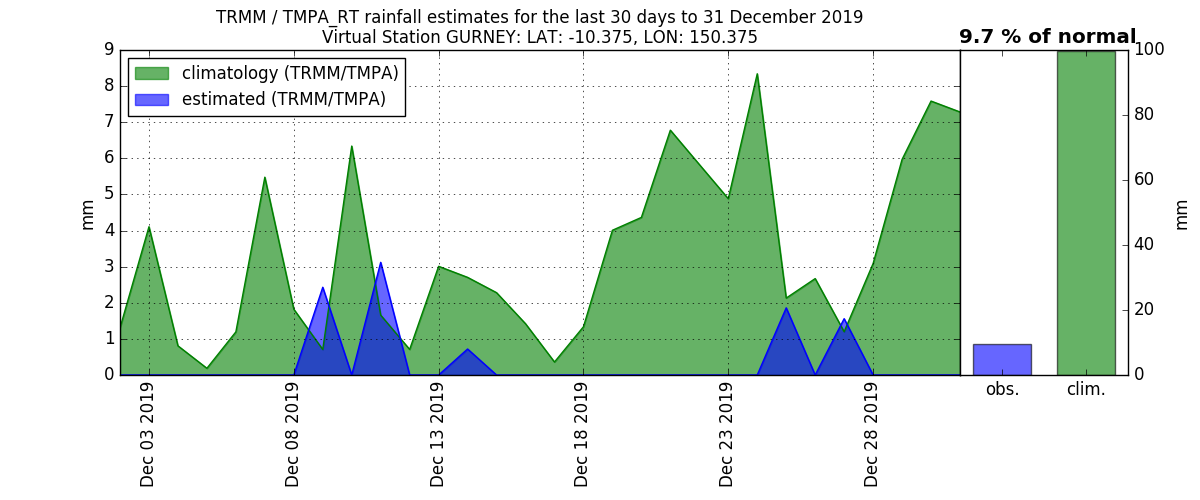 TRMM / TMPA_RT rainfall estimates for the last 30 days to 31 December 2019
Virtual Station GURNEY: LAT: -10.375, LON: 150.375
9.7 % of normal
climatology (TRMM/TMPA)
estimated (TRMM/TMPA)
9
8
7
6
5
4
3
2
1
0
mm
Dec 03 2019
Dec 08 2019
Dec 13 2019
Dec 18 2019
Dec 23 2019
Dec 28 2019
100
80
60
40
20
0
mm
obs.
clim.